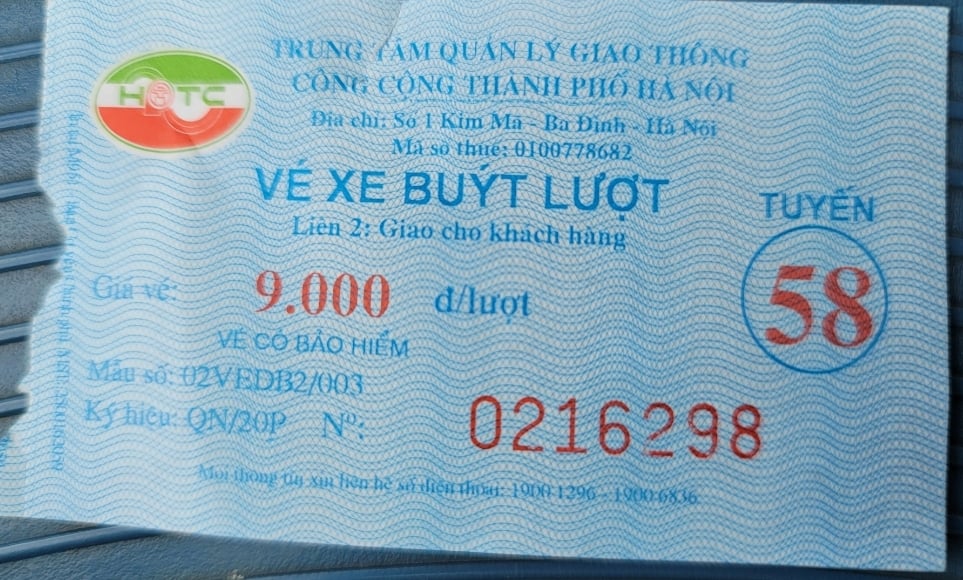 TRUNG TÂM QUẢN LÝ GIAO THÔNG
CÔNG CỘNG THÀNH PHỐ HÀ NỘI
Địa chỉ: Số 1 Kim Mã - Ba Đình - Hà Nội
Mã số thuế: 0100778682
VÉ XE BUÝT LƯỢT
Liên 2: Giao cho khách hàng
TUYẾN
58
Giá vé: 9.000 đ/lượt
VÉ CÓ BẢO HIỂM
Mẫu số: 02VEDB2/003
Ký hiệu: QN/20P Nº: 0216298
Mọi thông tin xin liên hệ số điện thoại: 1900 1296 - 1900 6836